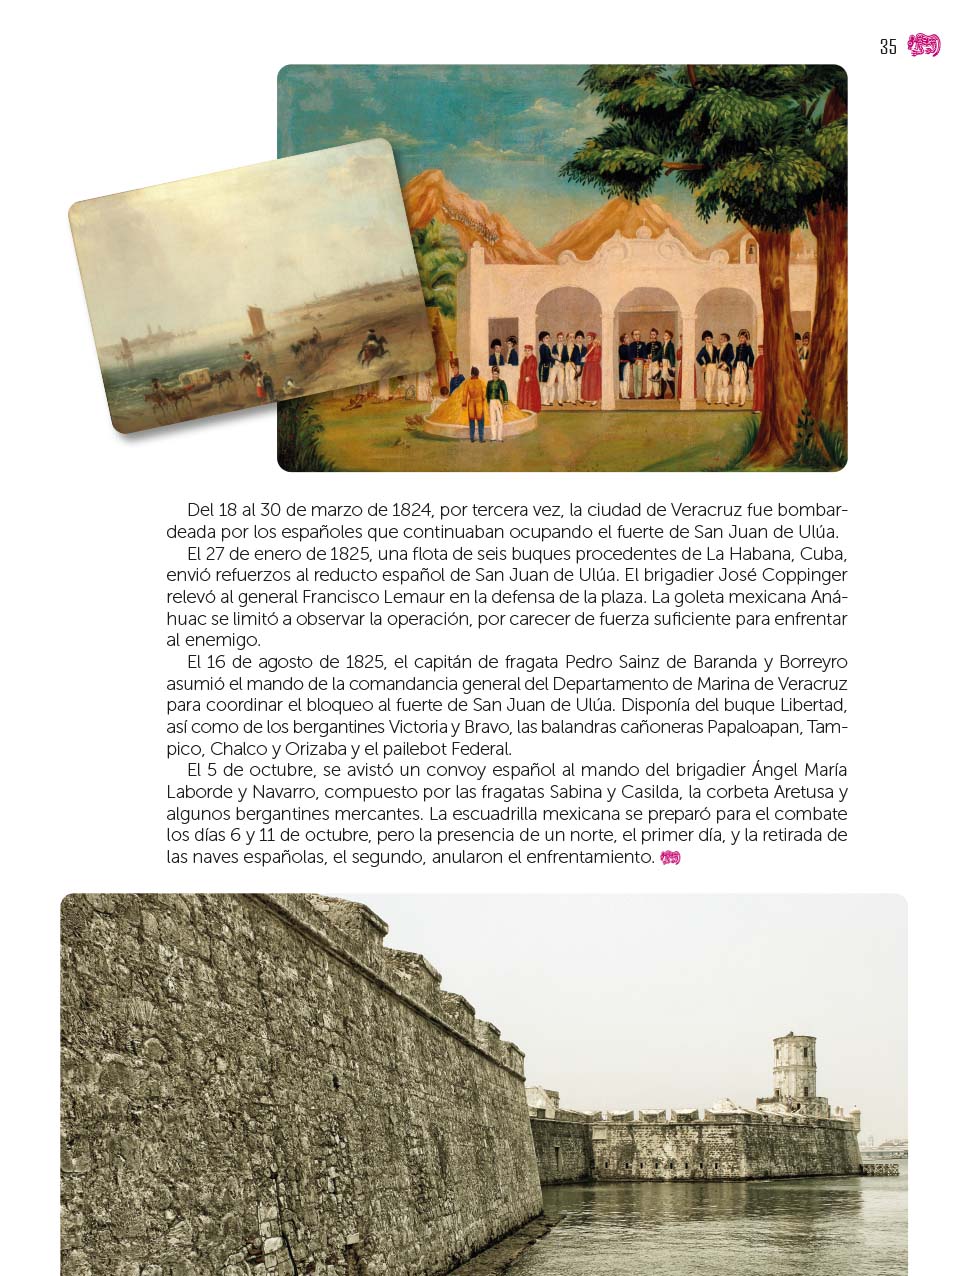 35
Del 18 al 30 de marzo de 1824, por tercera vez, la ciudad de Veracruz fue bombar-
deada por los españoles que continuaban ocupando el fuerte de San Juan de Ulúa.
El 27 de enero de 1825, una flota de seis buques procedentes de La Habana, Cuba,
envió refuerzos al reducto español de San Juan de Ulúa. El brigadier José Coppinger
relevó al general Francisco Lemaur en la defensa de la plaza. La goleta mexicana Aná-
huac se limitó a observar la operación, por carecer de fuerza suficiente para enfrentar
al enemigo.
El 16 de agosto de 1825, el capitán de fragata Pedro Sainz de Baranda y Borreyro
asumió el mando de la comandancia general del Departamento de Marina de Veracruz
para coordinar el bloqueo al fuerte de San Juan de Ulúa. Disponía del buque Libertad,
así como de los bergantines Victoria y Bravo, las balandras cañoneras Papaloapan, Tam-
pico, Chalco y Orizaba y el pailebot Federal.
El 5 de octubre, se avistó un convoy español al mando del brigadier Ángel María
Laborde y Navarro, compuesto por las fragatas Sabina y Casilda, la corbeta Aretusa y
algunos bergantines mercantes. La escuadrilla mexicana se preparó para el combate
los días 6 y 11 de octubre, pero la presencia de un norte, el primer día, y la retirada de
las naves españolas, el segundo, anularon el enfrentamiento.